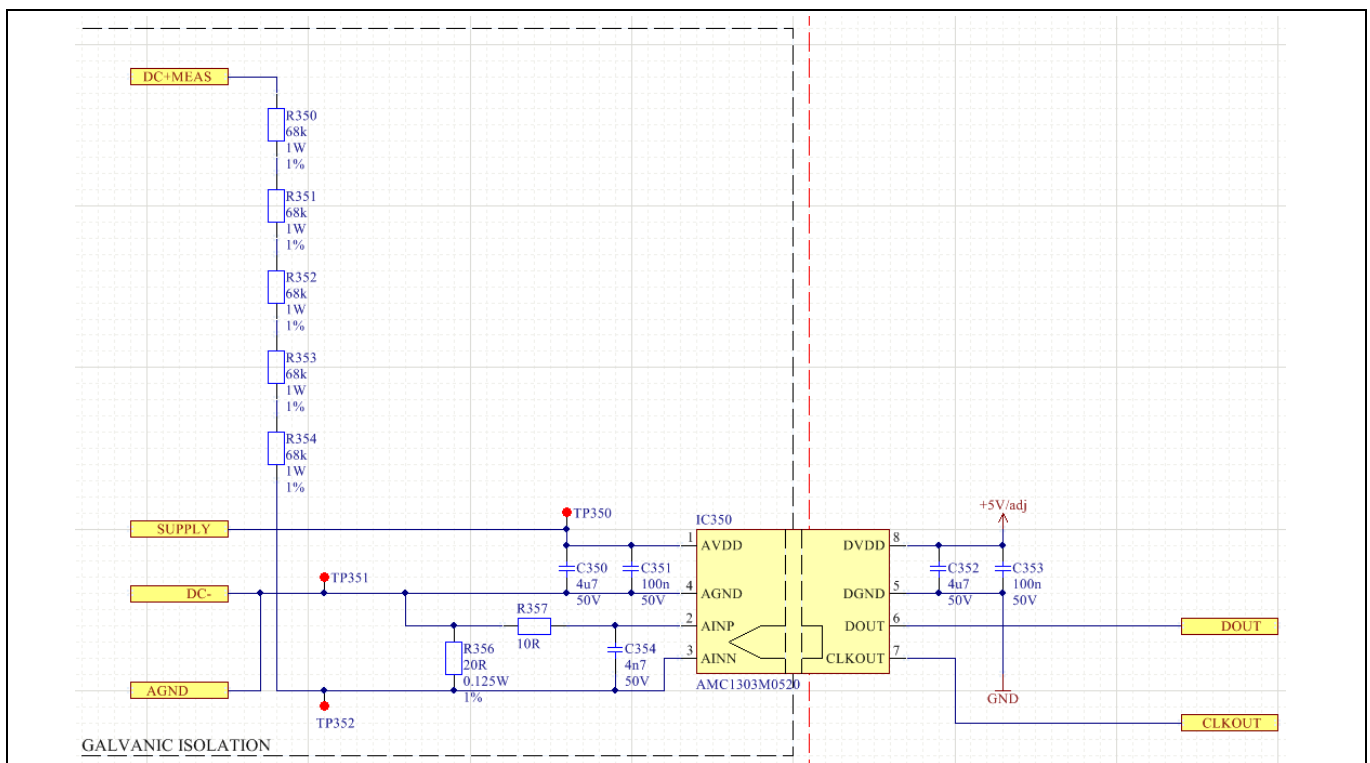 DC+MEAS
R350
68k
1W
1%
R351
68k
1W
1%
R352
68k
1W
1%
R353
68k
1W
1%
R354
68k
1W
1%
SUPPLY
TP350
IC350
+5V/adj
1 AVDD
DVDD 8
C350
4u7
50V
C351
100n
50V
C352
4u7
50V
C353
100n
50V
TP351
DC-
4 AGND
DGND 5
R357
10R
2 AINP
DOUT 6
DOUT
R356
20R
0.125W
1%
C354
4n7
50V
3 AINN
CLKOUT 7
AMC1303M0520
AGND
TP352
GND
CLKOUT
GALVANIC ISOLATION